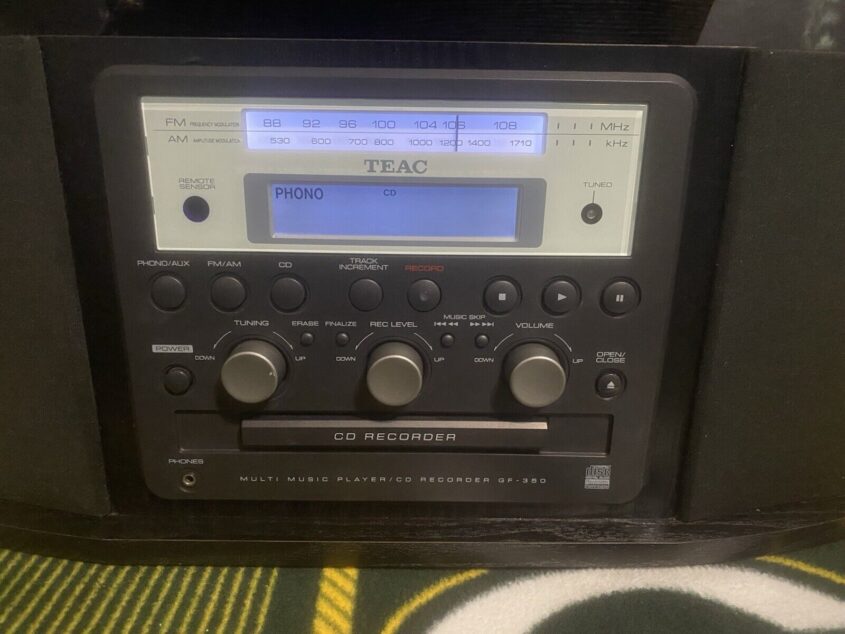 FM FREQUENCY MODULATION 88 92 96 100 104 106 108 MHz
AM 530 600 700 800 1000 1200 1400 1710 kHz
TEAC
REMOTE
SENSOR
PHONO CD
TUNED
PHONO/AUX FM/AM CD TRACK
INCREMENT RECORD
MUSIC SKIP
TUNING ERASE FINALIZE REC LEVEL VOLUME
POWER DOWN UP DOWN UP DOWN UP OPEN/
CLOSE
CD RECORDER
PHONES
MULTI MUSIC PLAYER/CD RECORDER GF-350
disc